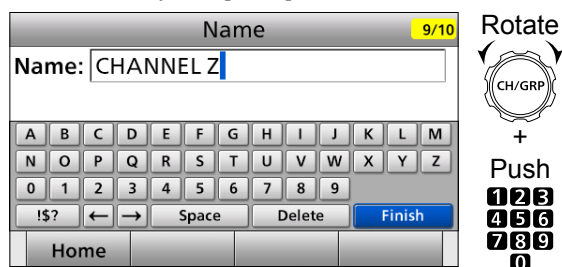 Name
9/10
Name: CHANNEL Z
A B C D E F G H I J K L M
N O P Q R S T U V W X Y Z
0 1 2 3 4 5 6 7 8 9
!$? ← → Space Delete Finish
Home
Rotate
CH/GRP
+
Push
1 2 3
4 5 6
7 8 9
0